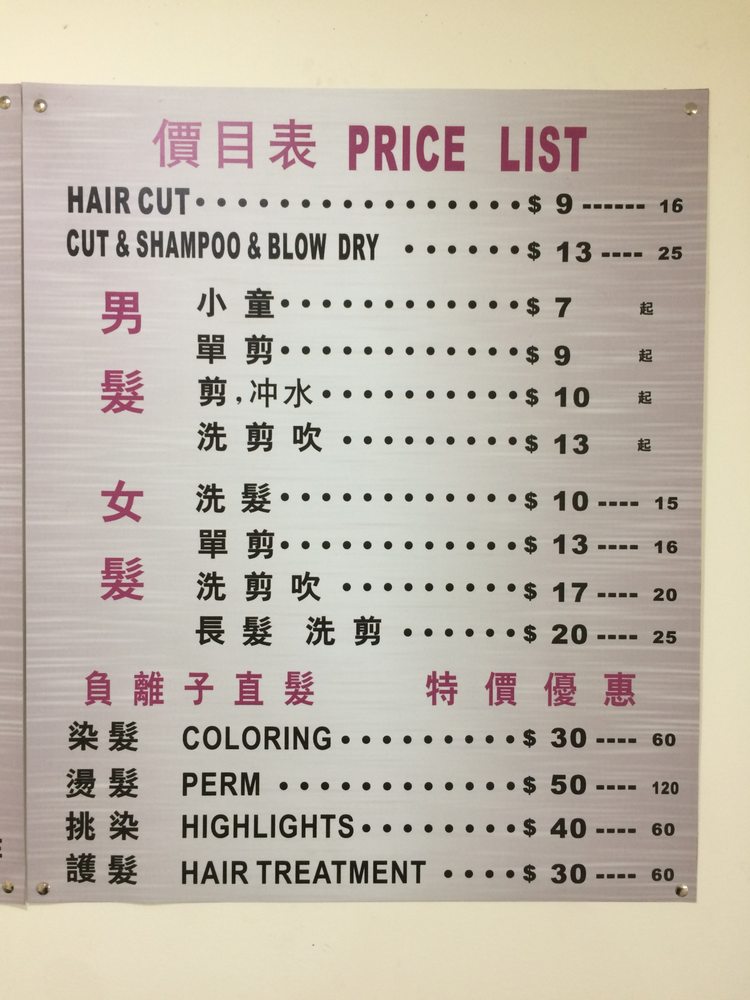 價目表 PRICE LIST
HAIR CUT·················$ 9 ------ 16
CUT & SHAMPOO & BLOW DRY ······$ 13 ---- 25
男髮
小童············$ 7 起
單剪············$ 9 起
剪,冲水··········$ 10 起
洗剪吹 ·········$ 13 起
女髮
洗髮············$ 10 ---- 15
單剪············$ 13 ---- 16
洗剪吹 ·········$ 17 ---- 20
長髮 洗剪 ······$ 20 ---- 25
負離子直髮 特價優惠
染髮 COLORING·········$ 30 ---- 60
燙髮 PERM ············$ 50 ---- 120
挑染 HIGHLIGHTS········$ 40 ---- 60
護髮 HAIR TREATMENT ····$ 30 ---- 60